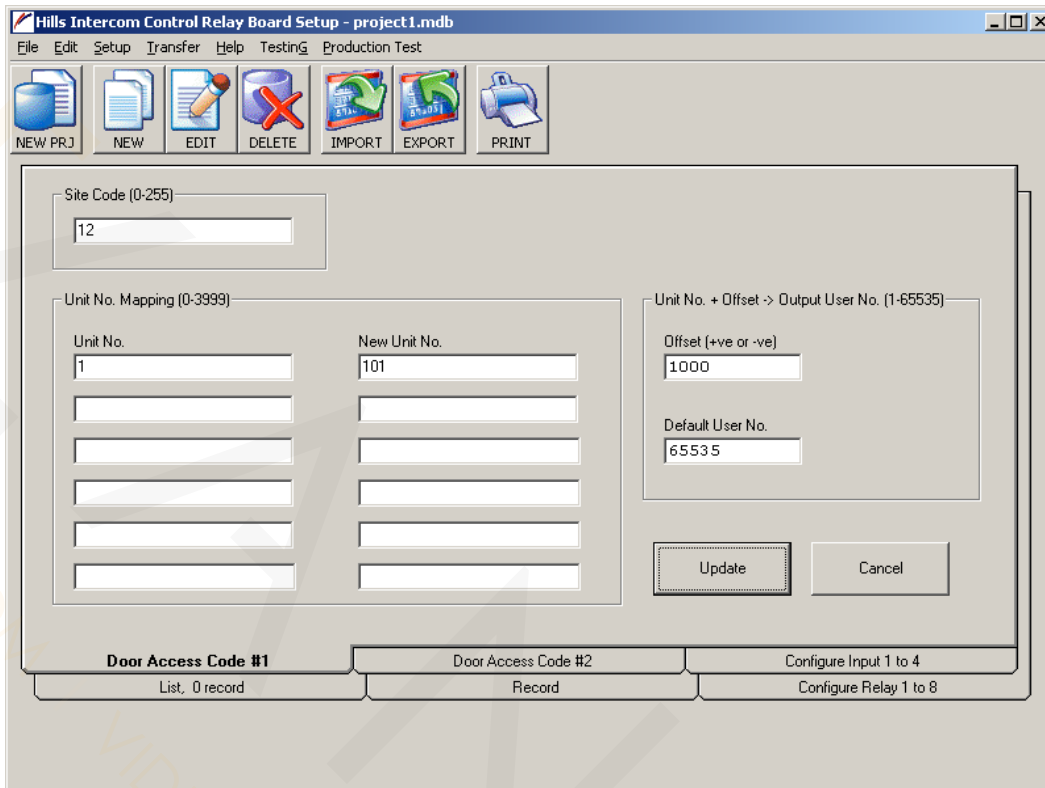 Hills Intercom Control Relay Board Setup - project1.mdb
File Edit Setup Transfer Help TestinG Production Test
NEW PRJ NEW EDIT DELETE IMPORT EXPORT PRINT
Site Code (0-255)
12
Unit No. Mapping (0-3999)
Unit No. New Unit No.
1 101
Unit No. + Offset -> Output User No. (1-65535)
Offset (+ve or -ve)
1000
Default User No.
65535
Update Cancel
Door Access Code #1 Door Access Code #2 Configure Input 1 to 4
List, 0 record Record Configure Relay 1 to 8